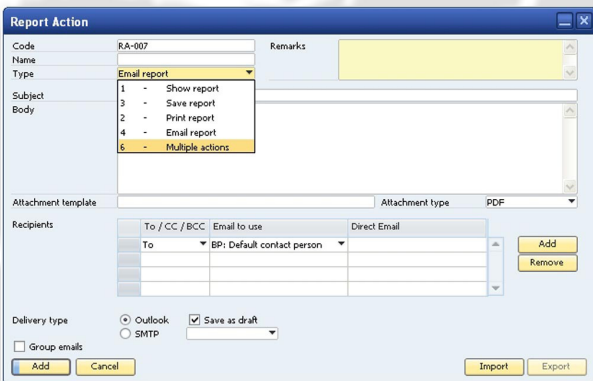 Report Action
Code RA-007 Remarks
Name
Type Email report
1 - Show report
3 - Save report
2 - Print report
4 - Email report
6 - Multiple actions
Subject
Body
Attachment template Attachment type PDF
Recipients
To / CC / BCC Email to use Direct Email
To BP: Default contact person
Add
Remove
Delivery type Outlook Save as draft
SMTP
Group emails
Add Cancel Import Export